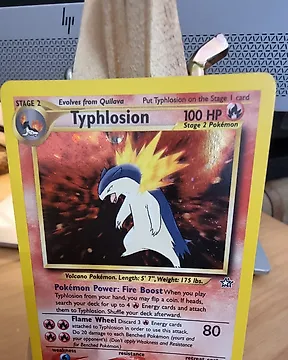 STAGE 2 Evolves from Quilava Put Typhlosion on the Stage 1 card
Typhlosion 100 HP
Stage 2 Pokémon
Volcano Pokémon. Length: 5' 7", Weight: 175 lbs.
Pokémon Power: Fire Boost When you play
Typhlosion from your hand, you may flip a coin. If heads,
search your deck for up to 4 Energy cards and attach
them to Typhlosion. Shuffle your deck afterward.
Flame Wheel Discard 3 Energy cards
attached to Typhlosion in order to use this attack.
Do 20 damage to each Benched Pokémon (yours and
your opponent's). (Don't apply Weakness and Resistance
for Benched Pokémon.)
80
weakness resistance